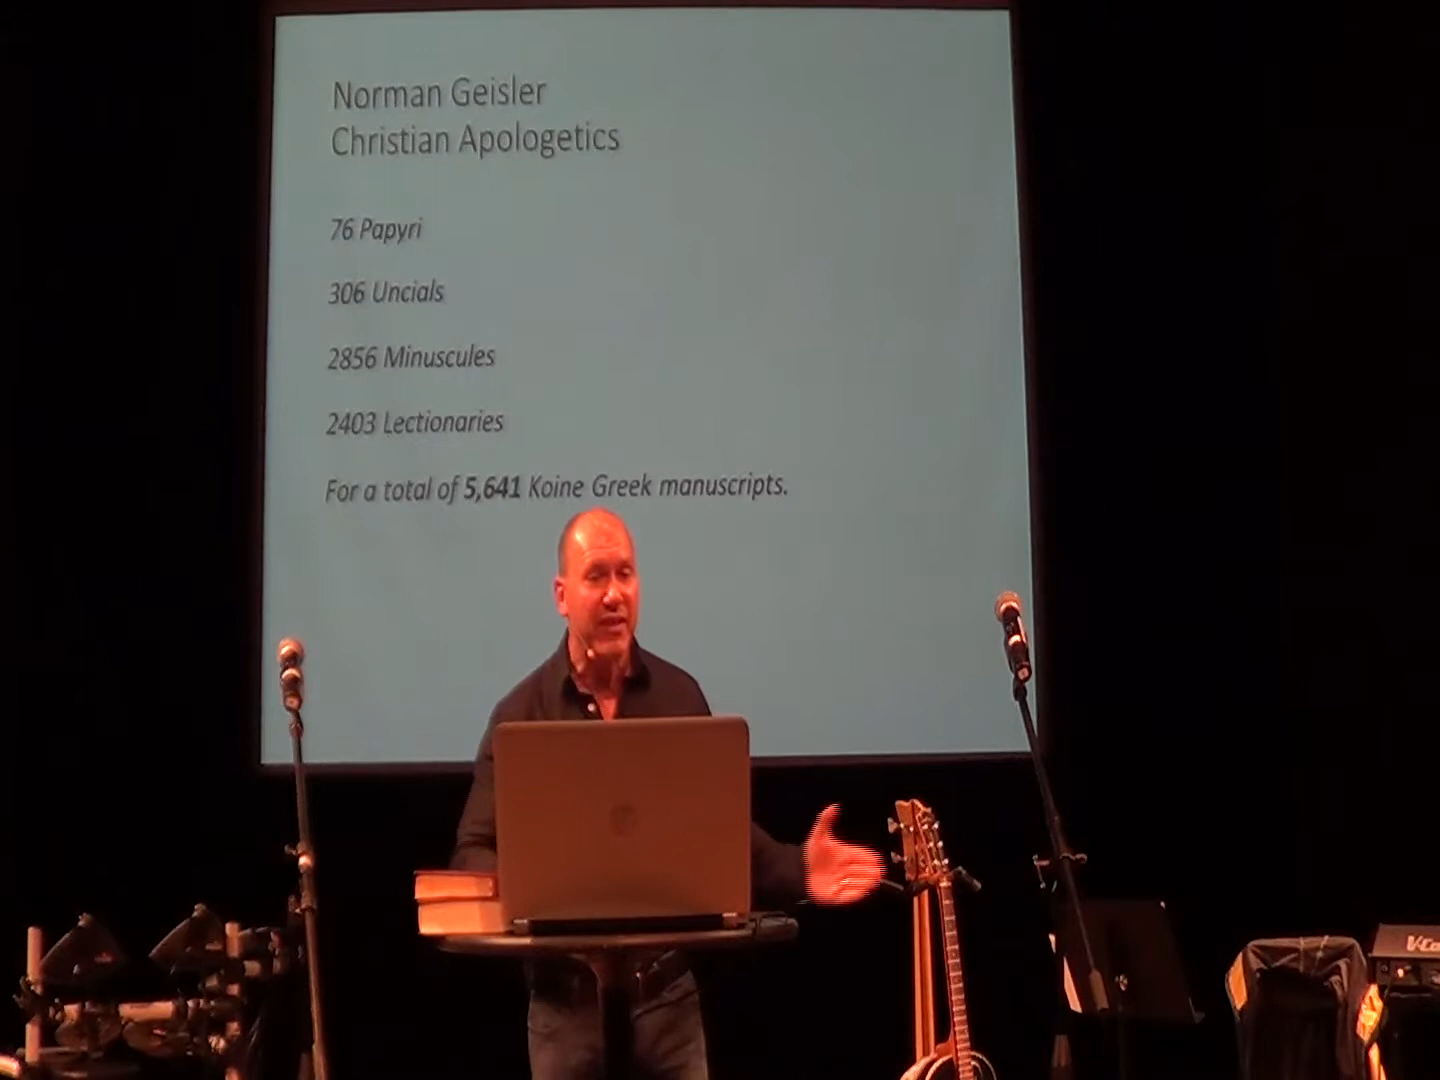 Norman Geisler
Christian Apologetics
76 Papyri
306 Uncials
2856 Minuscules
2403 Lectionaries
For a total of 5,641 Koine Greek manuscripts.